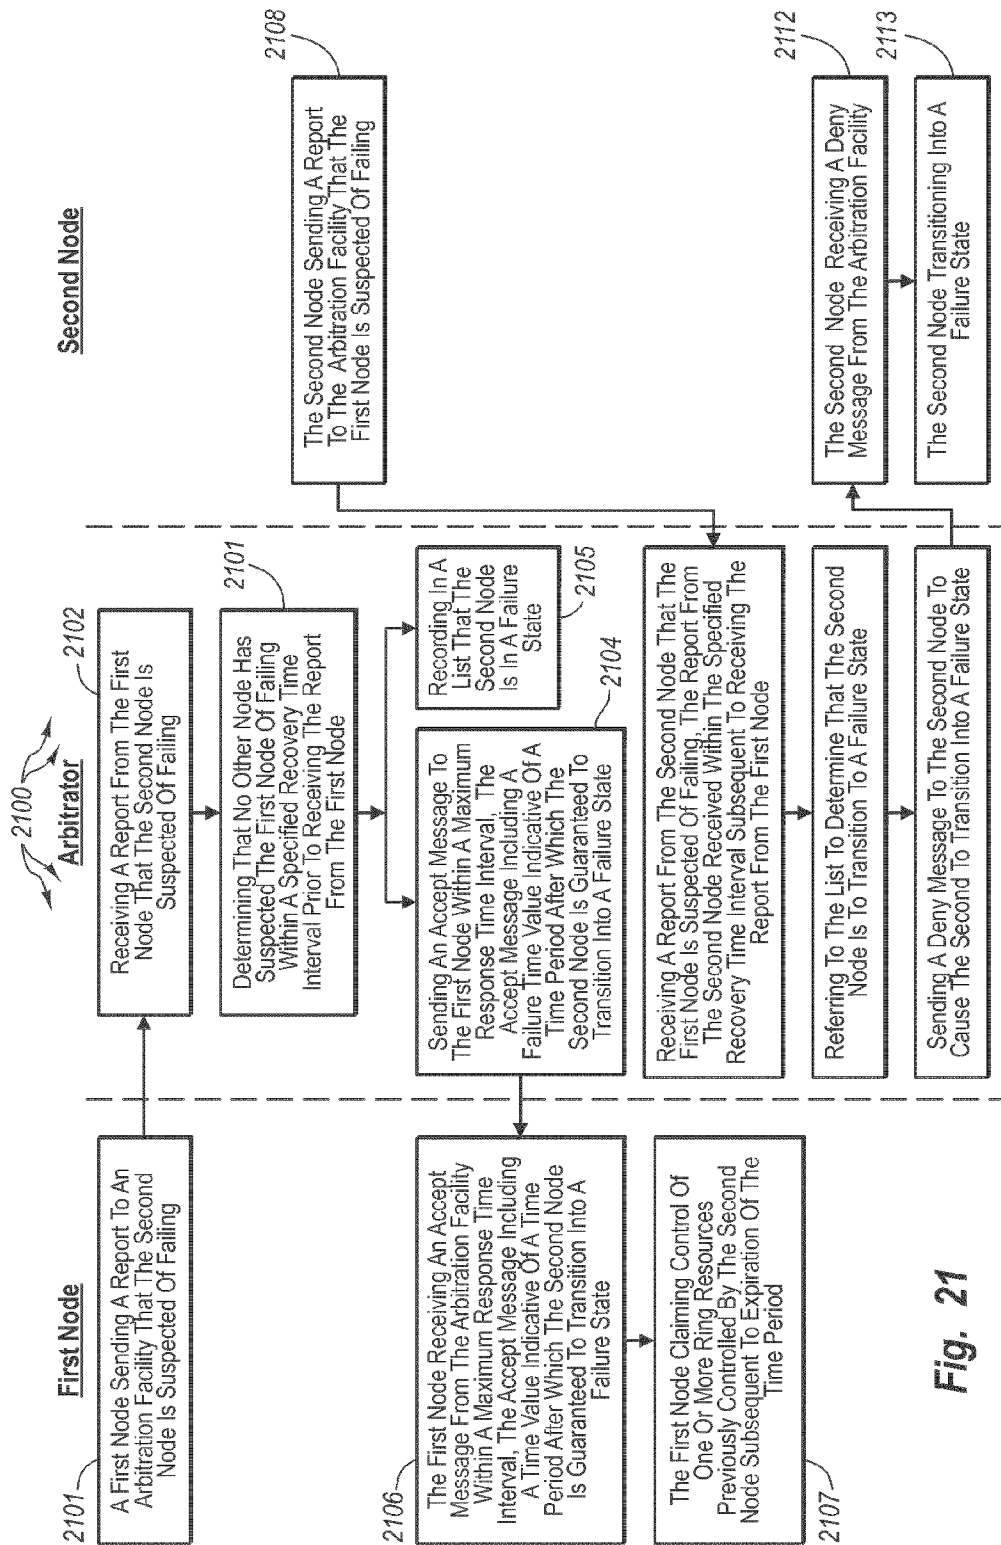 2100
First Node
Arbitrator
Second Node
2101
A First Node Sending A Report To An
Arbitration Facility That The Second
Node Is Suspected Of Failing
2102
Receiving A Report From The First
Node That The Second Node Is
Suspected Of Failing
2101
Determining That No Other Node Has
Suspected The First Node Of Failing
Within A Specified Recovery Time
Interval Prior To Receiving The Report
From The First Node
2108
The Second Node Sending A Report
To The Arbitration Facility That The
First Node Is Suspected Of Failing
Sending An Accept Message To
The First Node Within A Maximum
Response Time Interval, The
Accept Message Including A
Failure Time Value Indicative Of A
Time Period After Which The
Second Node Is Guaranteed To
Transition Into A Failure State
2104
Recording In A
List That The
Second Node
Is In A Failure
State
2105
2106
The First Node Receiving An Accept
Message From The Arbitration Facility
Within A Maximum Response Time
Interval, The Accept Message Including
A Time Value Indicative Of A Time
Period After Which The Second Node
Is Guaranteed To Transition Into A
Failure State
The First Node Claiming Control Of
One Or More Ring Resources
Previously Controlled By The Second
Node Subsequent To Expiration Of The
Time Period
2107
Receiving A Report From The Second Node That The
First Node Is Suspected Of Failing, The Report From
The Second Node Received Within The Specified
Recovery Time Interval Subsequent To Receiving The
Report From The First Node
Referring To The List To Determine That The Second
Node Is To Transition To A Failure State
Sending A Deny Message To The Second Node To
Cause The Second To Transition Into A Failure State
The Second Node Receiving A Deny
Message From The Arbitration Facility
2112
The Second Node Transitioning Into A
Failure State
2113
Fig. 21